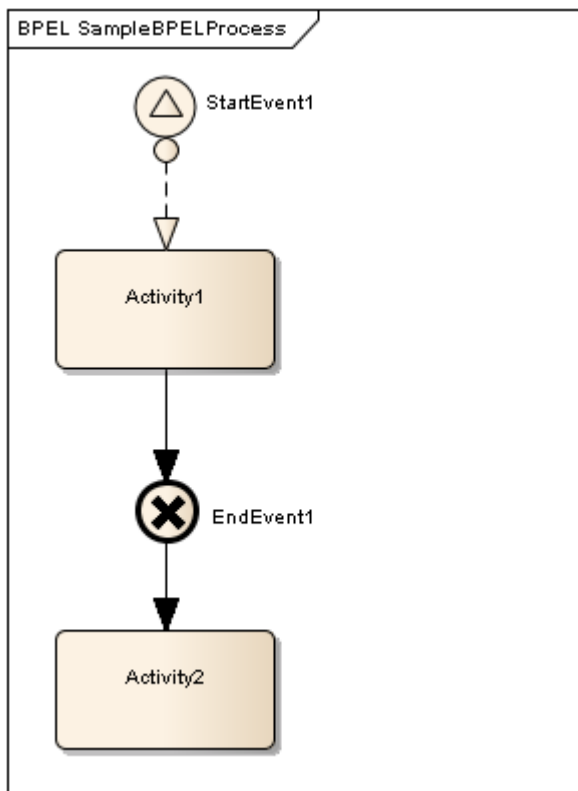 BPEL SampleBPELProcess
StartEvent1
Activity1
EndEvent1
Activity2